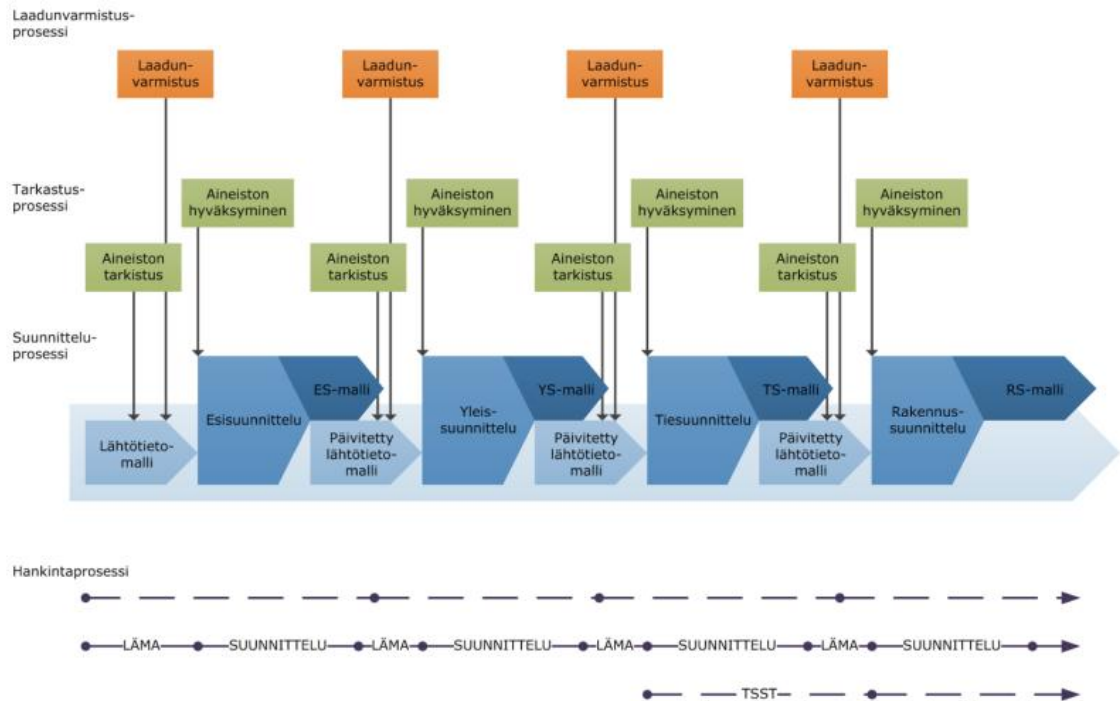 Laadunvarmistus-
prosessi
Laadun-
varmistus
Laadun-
varmistus
Laadun-
varmistus
Laadun-
varmistus
Tarkastus-
prosessi
Aineiston
hyväksyminen
Aineiston
hyväksyminen
Aineiston
hyväksyminen
Aineiston
hyväksyminen
Aineiston
tarkistus
Aineiston
tarkistus
Aineiston
tarkistus
Aineiston
tarkistus
Suunnittelu-
prosessi
Lähtötieto-
malli
Esisuunnittelu
ES-malli
Päivitetty
lähtötieto-
malli
Yleis-
suunnittelu
YS-malli
Päivitetty
lähtötieto-
malli
Tiesuunnittelu
TS-malli
Päivitetty
lähtötieto-
malli
Rakennus-
suunnittelu
RS-malli
Hankintaprosessi
LÄMA SUUNNITTELU LÄMA SUUNNITTELU LÄMA SUUNNITTELU LÄMA SUUNNITTELU
TSST